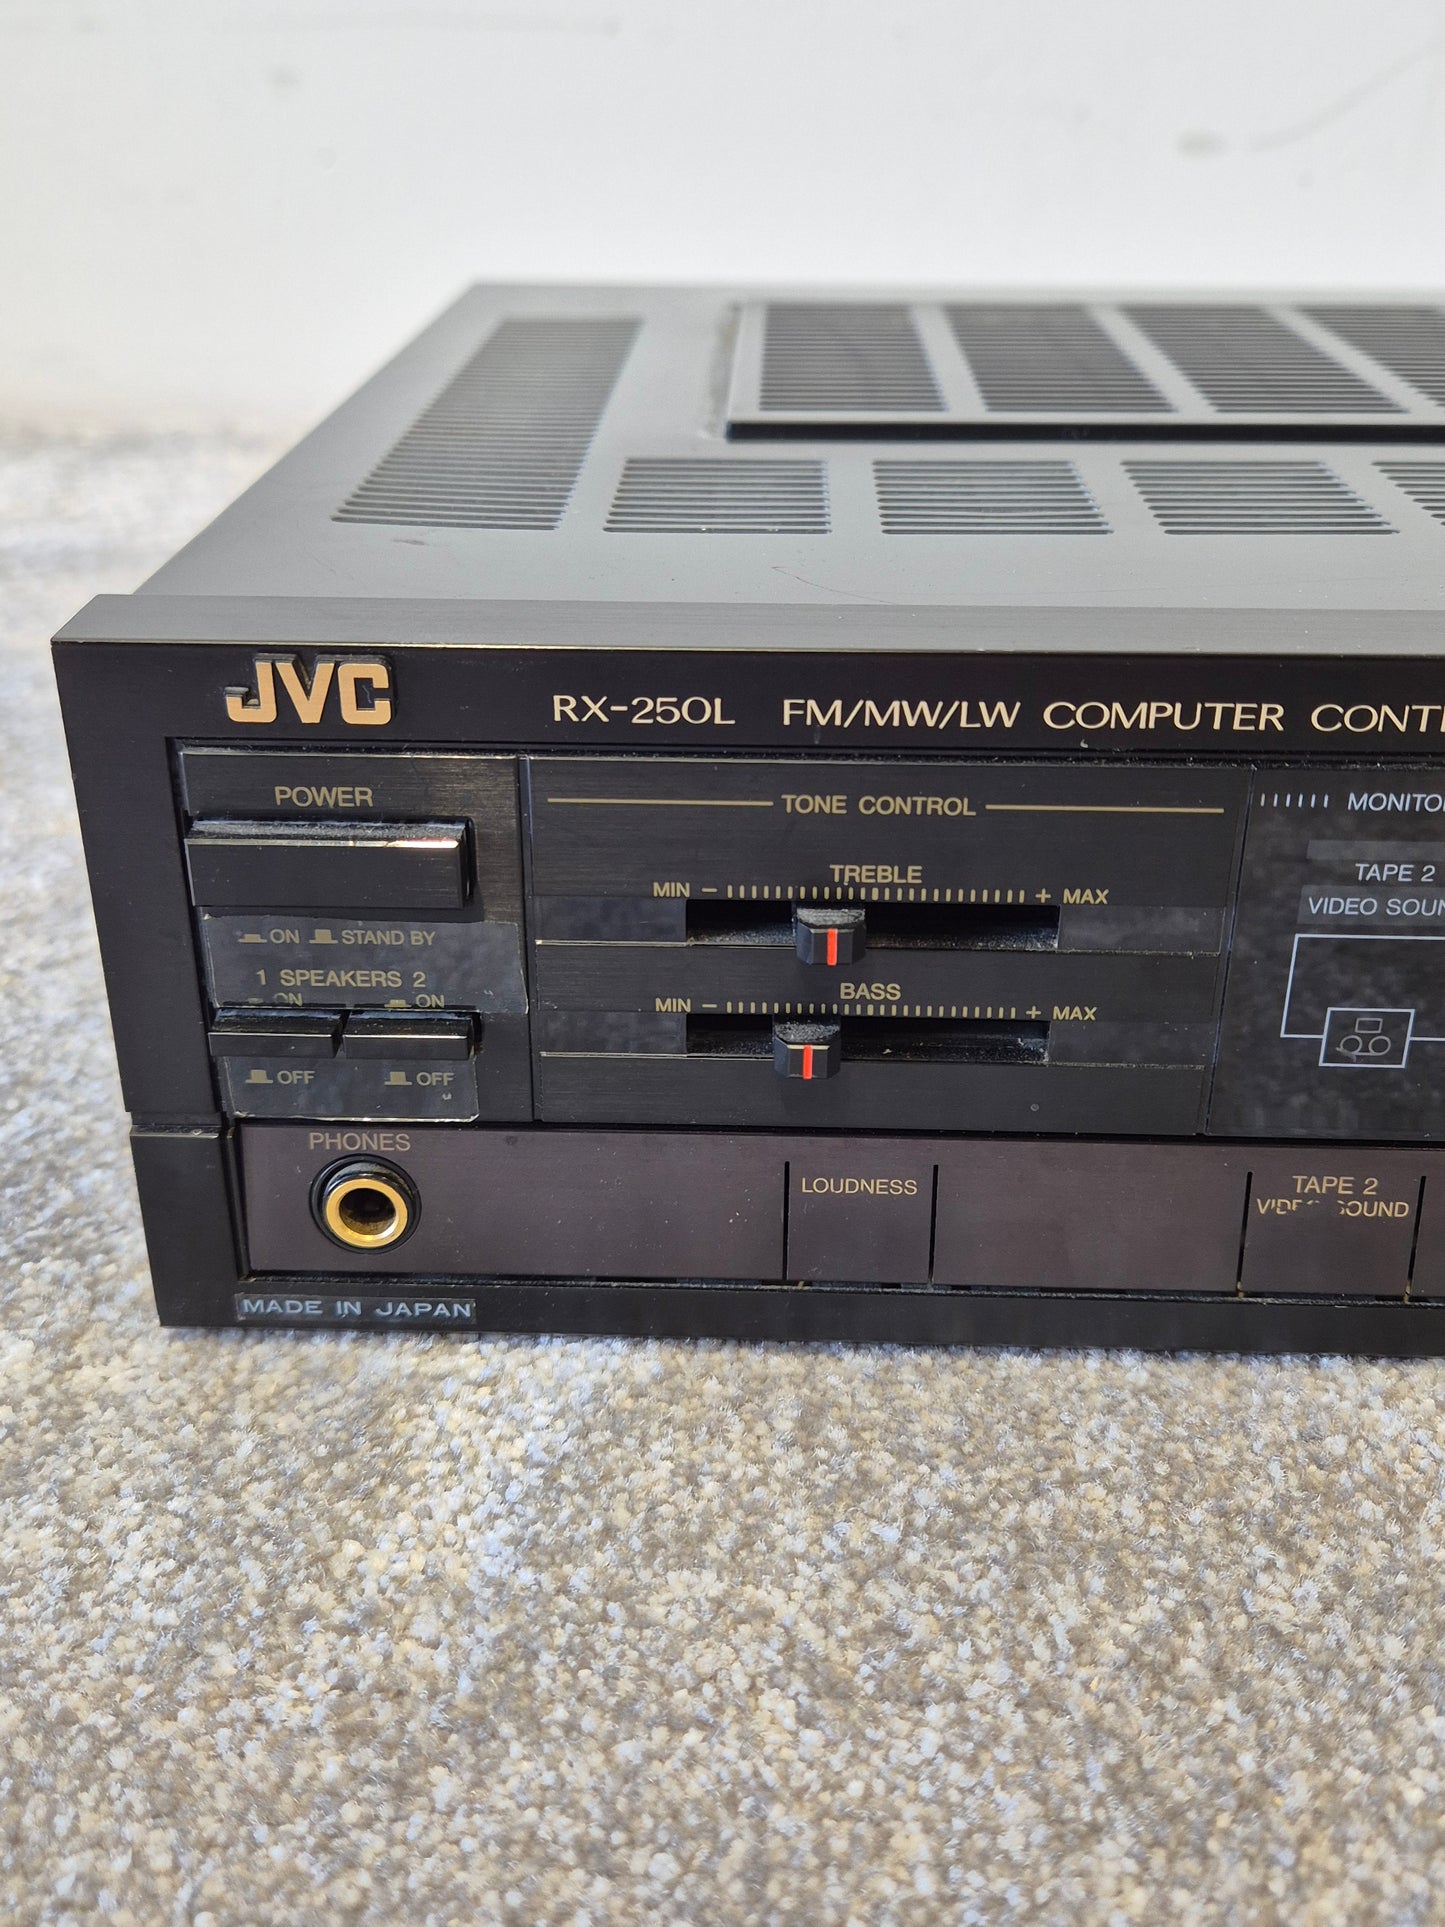 JVC
RX-250L FM/MW/LW COMPUTER
POWER
ON STAND BY
1 SPEAKERS 2
ON ON
OFF OFF
TONE CONTROL
TREBLE
MIN - + MAX
BASS
MIN - + MAX
TAPE 2
VIDEO
PHONES
LOUDNESS
TAPE 2
SOUND
MADE IN JAPAN